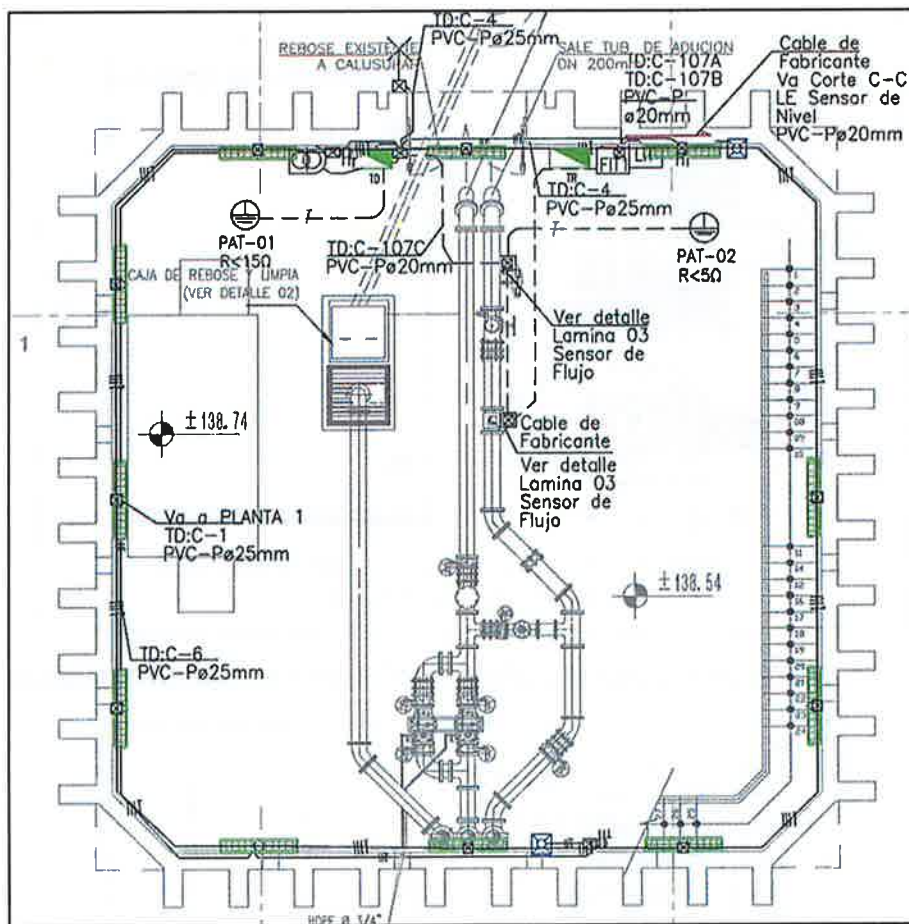 TD:C-4
PVC-Pø25mm
REBOSE EXISTENTE
A CALUSURAR
SALE TUB. DE ADUCION
DN 200mm
TD:C-107A
TD:C-107B
PVC-P
ø20mm
Cable de
Fabricante
Va Corte C-C
LE Sensor de
Nivel
PVC-Pø20mm
TD
TR
FIT
LIT
TD:C-4
PVC-Pø25mm
PAT-01
R<15Ω
TD:C-107C
PVC-Pø20mm
PAT-02
R<5Ω
CAJA DE REBOSE Y LIMPIA
(VER DETALLE 02)
Ver detalle
Lamina 03
Sensor de
Flujo
1
±138.74
Cable de
Fabricante
Ver detalle
Lamina 03
Sensor de
Flujo
Va a PLANTA 1
TD:C-1
PVC-Pø25mm
±138.54
TD:C-6
PVC-Pø25mm
HDPE Ø 3/4"